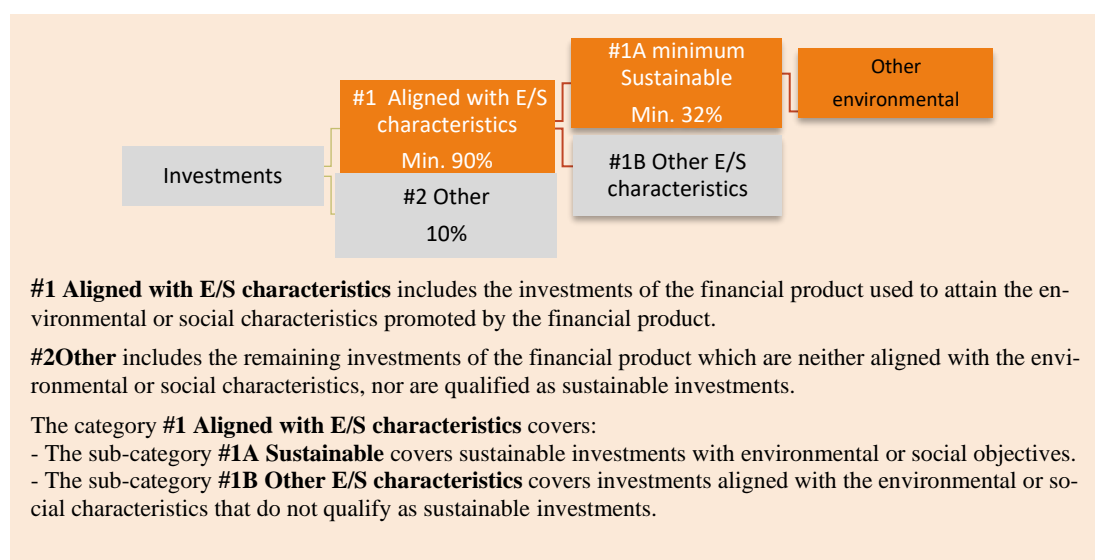 #1A minimum
Sustainable
Min. 32%
Other
environmental
#1  Aligned with E/S
characteristics
Min. 90%
Investments
#1B Other E/S
characteristics
#2 Other
10%
#1 Aligned with E/S characteristics includes the investments of the financial product used to attain the en-
vironmental or social characteristics promoted by the financial product.
#2Other includes the remaining investments of the financial product which are neither aligned with the envi-
ronmental or social characteristics, nor are qualified as sustainable investments.
The category #1 Aligned with E/S characteristics covers:
- The sub-category #1A Sustainable covers sustainable investments with environmental or social objectives.
- The sub-category #1B Other E/S characteristics covers investments aligned with the environmental or so-
cial characteristics that do not qualify as sustainable investments.